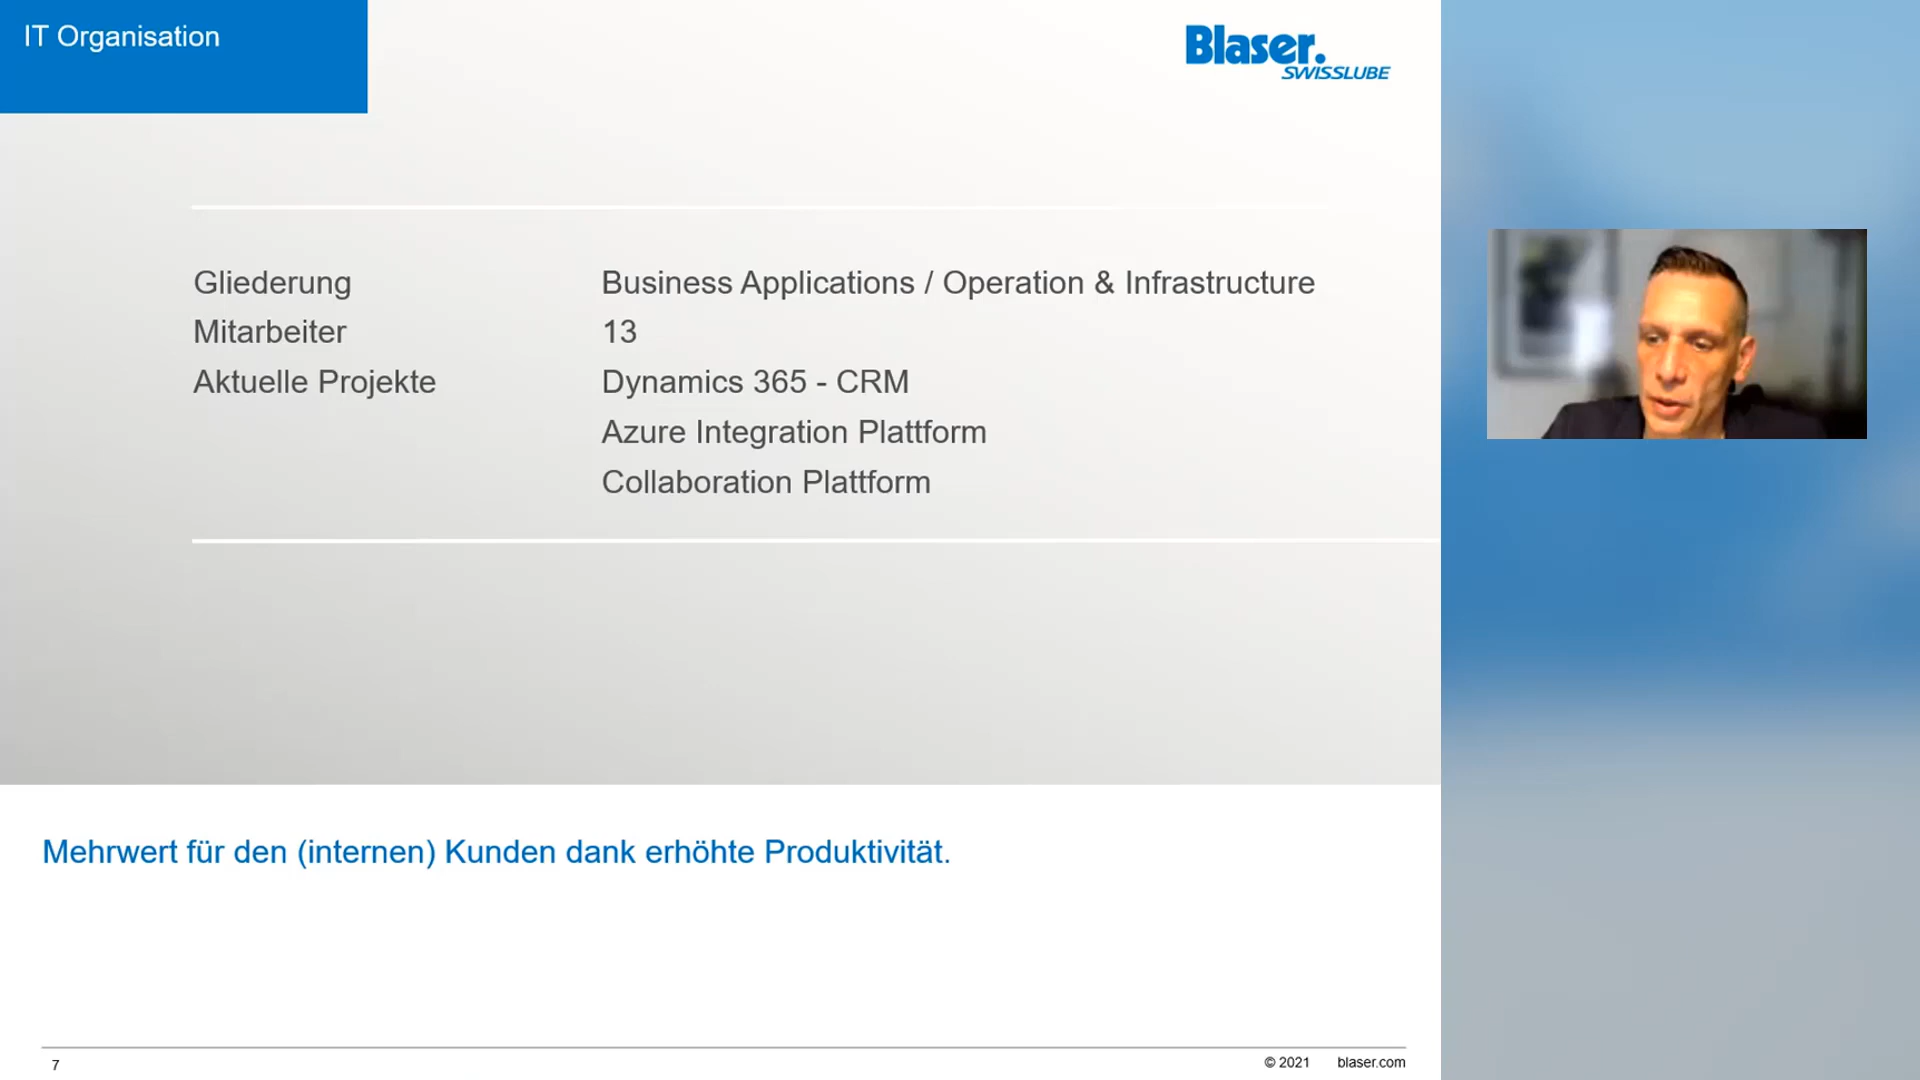 IT Organisation
Blaser.
SWISSLUBE
Gliederung Business Applications / Operation & Infrastructure
Mitarbeiter 13
Aktuelle Projekte Dynamics 365 - CRM
Azure Integration Plattform
Collaboration Plattform
Mehrwert für den (internen) Kunden dank erhöhte Produktivität.
7 © 2021 blaser.com